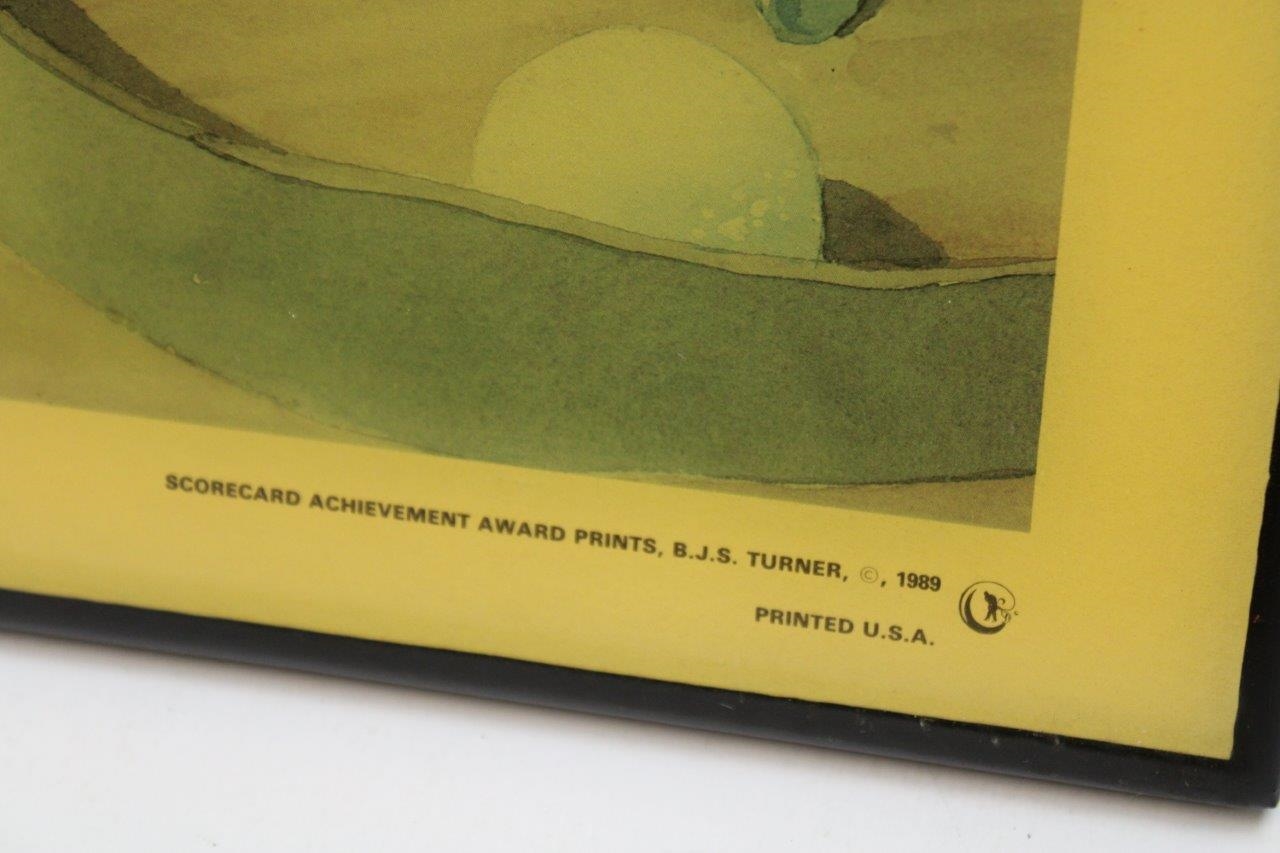 SCORECARD ACHIEVEMENT AWARD PRINTS, B.J.S. TURNER, ©, 1989
PRINTED U.S.A.